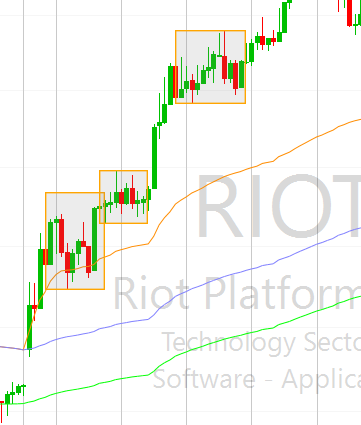 RIOT
Riot Platform
Technology Secto
Software - Applica